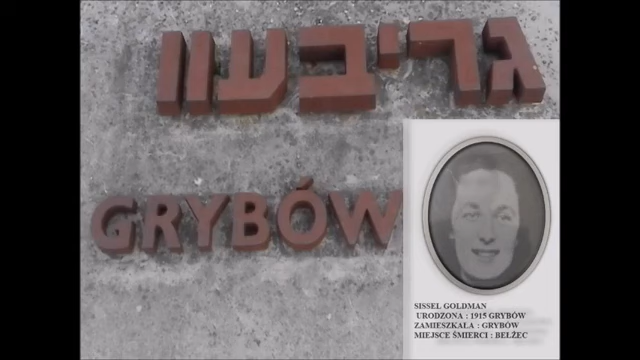 גריבעוו
GRYBÓW
SISSEL GOLDMAN
URODZONA : 1915 GRYBÓW
ZAMIESZKAŁA : GRYBÓW
MIEJSCE ŚMIERCI : BEŁŻEC